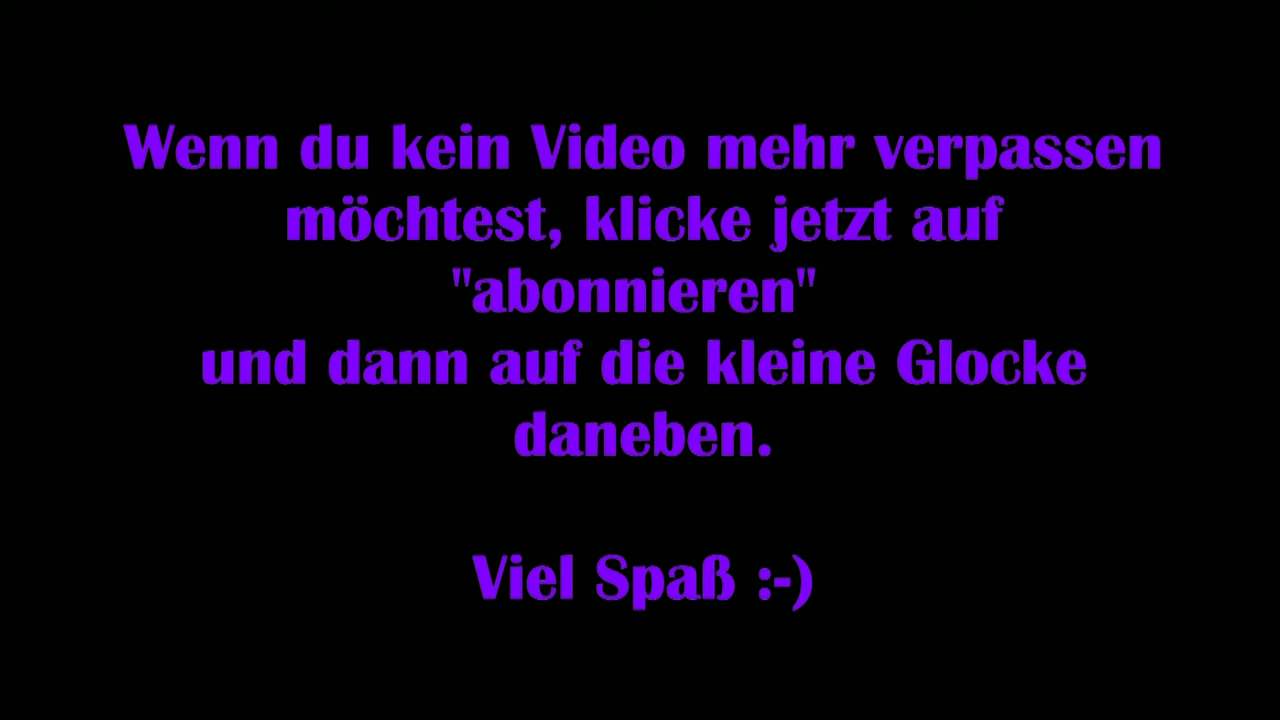 Wenn du kein Video mehr verpassen
möchtest, klicke jetzt auf
"abonnieren"
und dann auf die kleine Glocke
daneben.
Viel Spaß :-)